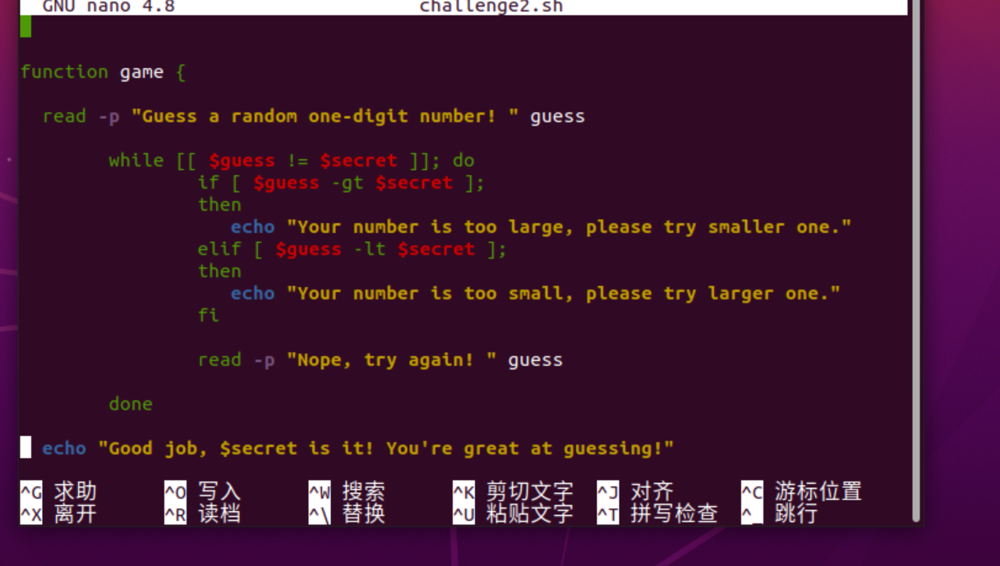 GNU nano 4.8 challenge2.sh
function game {
read -p "Guess a random one-digit number! " guess
while [[ $guess != $secret ]]; do
if [ $guess -gt $secret ];
then
echo "Your number is too large, please try smaller one."
elif [ $guess -lt $secret ];
then
echo "Your number is too small, please try larger one."
fi
read -p "Nope, try again! " guess
done
echo "Good job, $secret is it! You're great at guessing!"
^G 求助 ^O 写入 ^W 搜索 ^K 剪切文字 ^J 对齐 ^C 游标位置
^X 离开 ^R 读档 ^\ 替换 ^U 粘贴文字 ^T 拼写检查 ^_ 跳行